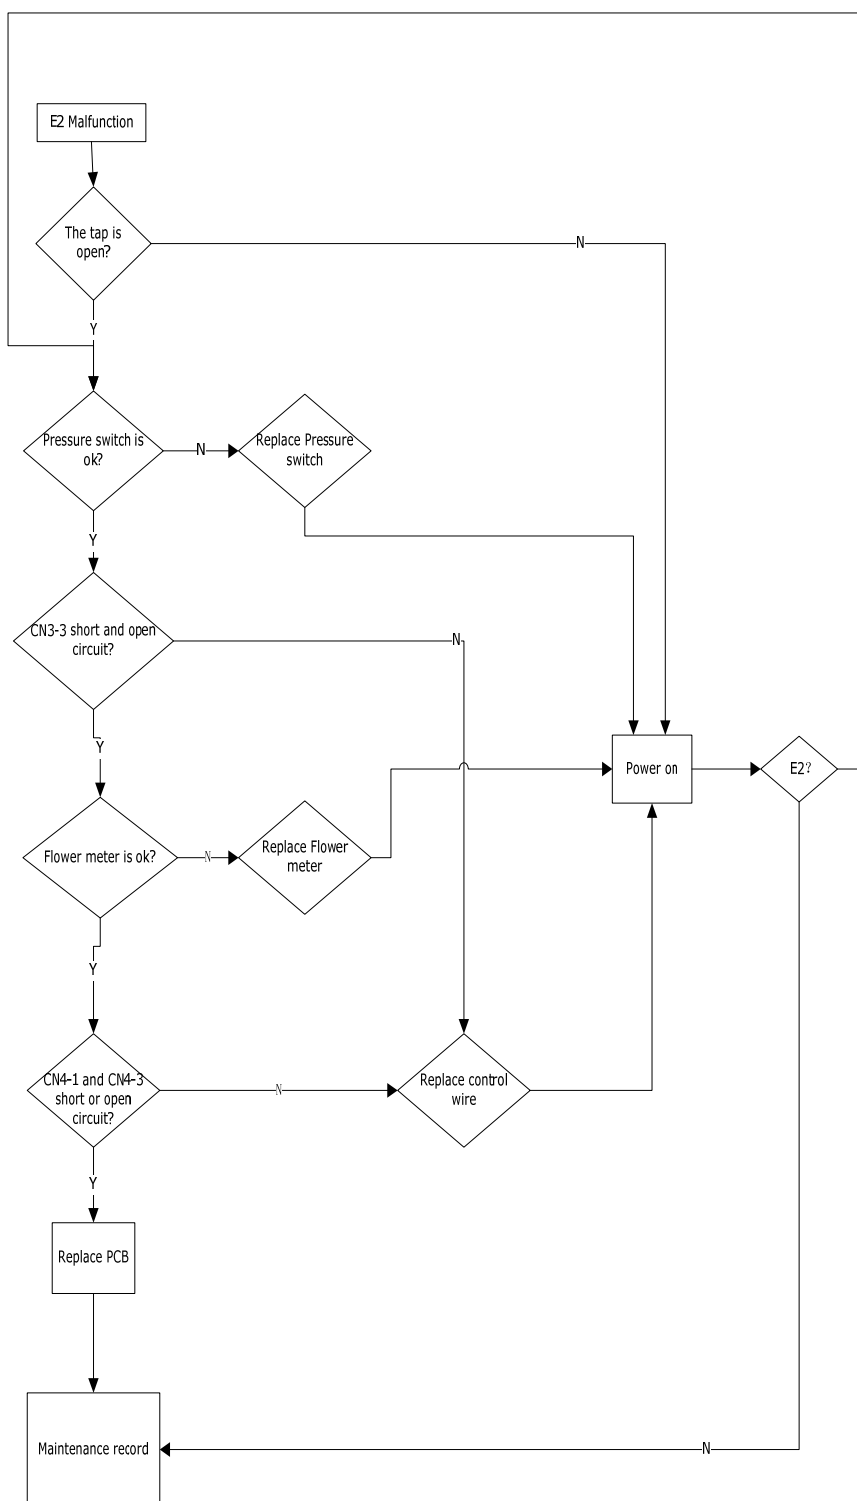 E2 Malfunction
The tap is
open?
N
Y
Pressure switch is
ok?
N
Replace Pressure
switch
Y
CN3-3 short and open
circuit?
N
Y
Power on
E2?
Flower meter is ok?
N
Replace Flower
meter
Y
CN4-1 and CN4-3
short or open
circuit?
N
Replace control
wire
Y
Replace PCB
Maintenance record
N